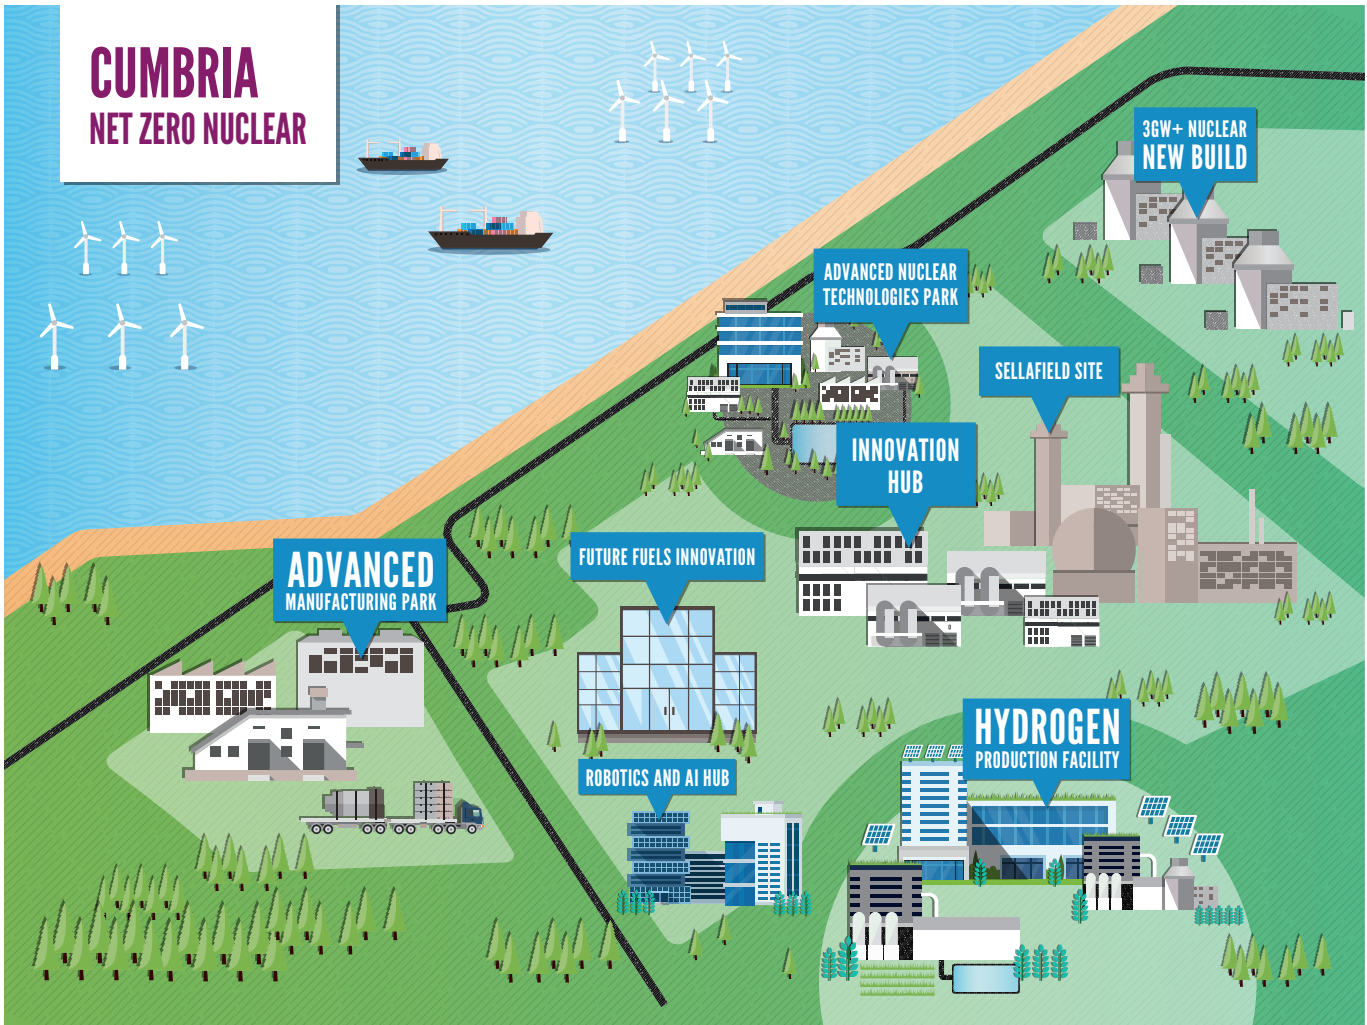 CUMBRIA
NET ZERO NUCLEAR
3GW+ NUCLEAR
NEW BUILD
ADVANCED NUCLEAR
TECHNOLOGIES PARK
SELLAFIELD SITE
INNOVATION
HUB
ADVANCED
MANUFACTURING PARK
FUTURE FUELS INNOVATION
HYDROGEN
PRODUCTION FACILITY
ROBOTICS AND AI HUB